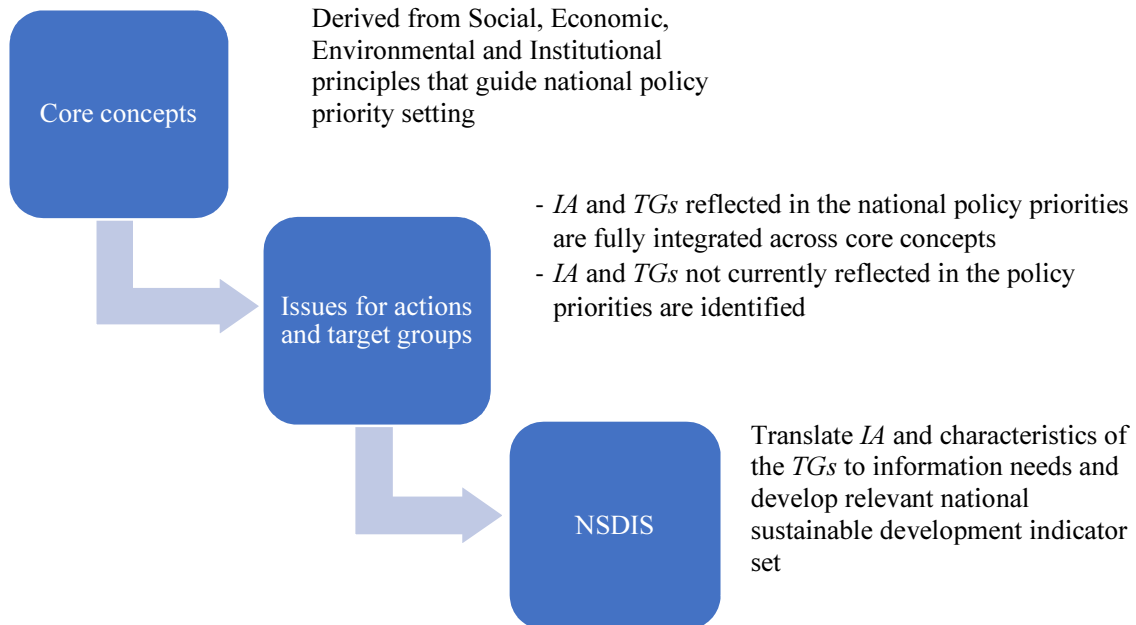 Core concepts
Derived from Social, Economic,
Environmental and Institutional
principles that guide national policy
priority setting
Issues for actions
and target groups
- IA and TGs reflected in the national policy priorities
are fully integrated across core concepts
- IA and TGs not currently reflected in the policy
priorities are identified
NSDIS
Translate IA and characteristics of
the TGs to information needs and
develop relevant national
sustainable development indicator
set